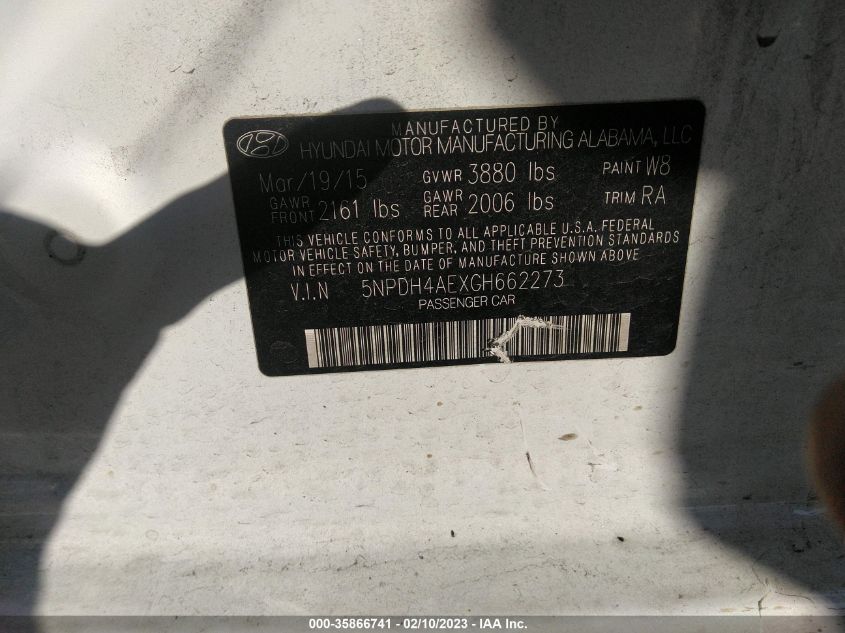 MANUFACTURED BY
HYUNDAI MOTOR MANUFACTURING ALABAMA, LLC
Mar/19/15 GVWR 3880 lbs PAINT W8
GAWR FRONT 2161 lbs GAWR REAR 2006 lbs TRIM RA
THIS VEHICLE CONFORMS TO ALL APPLICABLE U.S.A. FEDERAL
MOTOR VEHICLE SAFETY, BUMPER, AND THEFT PREVENTION STANDARDS
IN EFFECT ON THE DATE OF MANUFACTURE SHOWN ABOVE
V.I.N 5NPDH4AEXGH662273
PASSENGER CAR
000-35866741 - 02/10/2023 - IAA Inc.